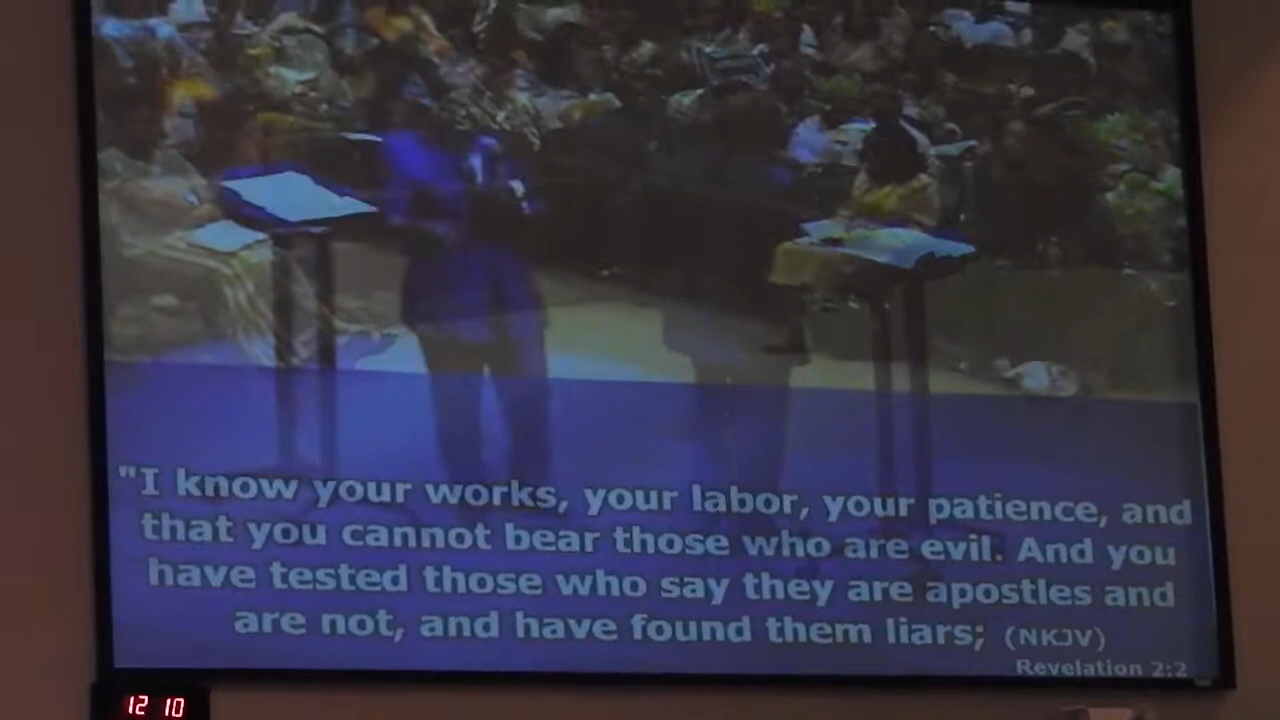 "I know your works, your labor, your patience, and
that you cannot bear those who are evil. And you
have tested those who say they are apostles and
are not, and have found them liars; (NKJV)
Revelation 2:2
12 10